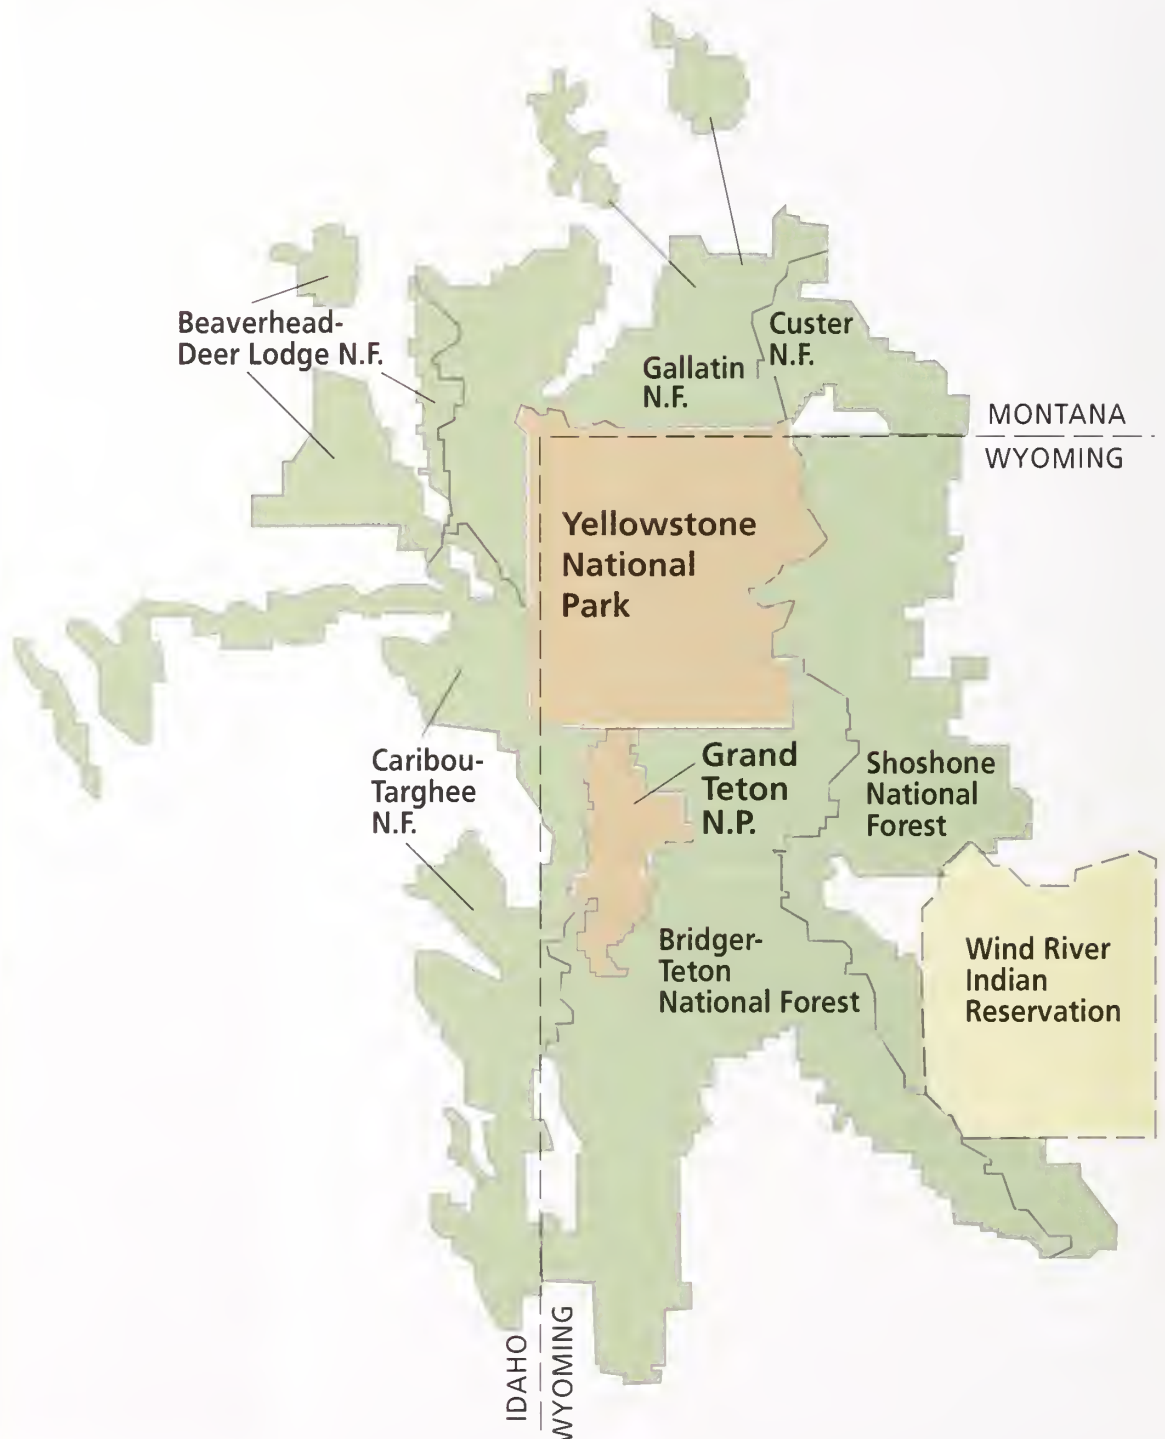 Beaverhead-
Deer Lodge N.F.
Custer
N.F.
Gallatin
N.F.
MONTANA
WYOMING
Yellowstone
National
Park
Caribou-
Targhee
N.F.
Grand
Teton
N.P.
Shoshone
National
Forest
Bridger-
Teton
National Forest
Wind River
Indian
Reservation
IDAHO
WYOMING